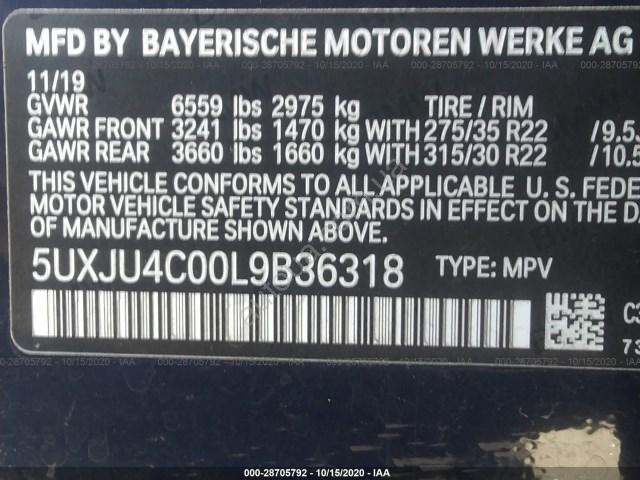 MFD BY BAYERISCHE MOTOREN WERKE AG
11/19
GVWR 6559 lbs 2975 kg TIRE / RIM
GAWR FRONT 3241 lbs 1470 kg WITH 275/35 R22 /9.5
GAWR REAR 3660 lbs 1660 kg WITH 315/30 R22 /10.5
THIS VEHICLE CONFORMS TO ALL APPLICABLE U. S. FEDE
MOTOR VEHICLE SAFETY STANDARDS IN EFFECT ON THE D
MANUFACTURE SHOWN ABOVE.
5UXJU4C00L9B36318 TYPE: MPV
C3
73
000-28705792 - 10/15/2020 - IAA